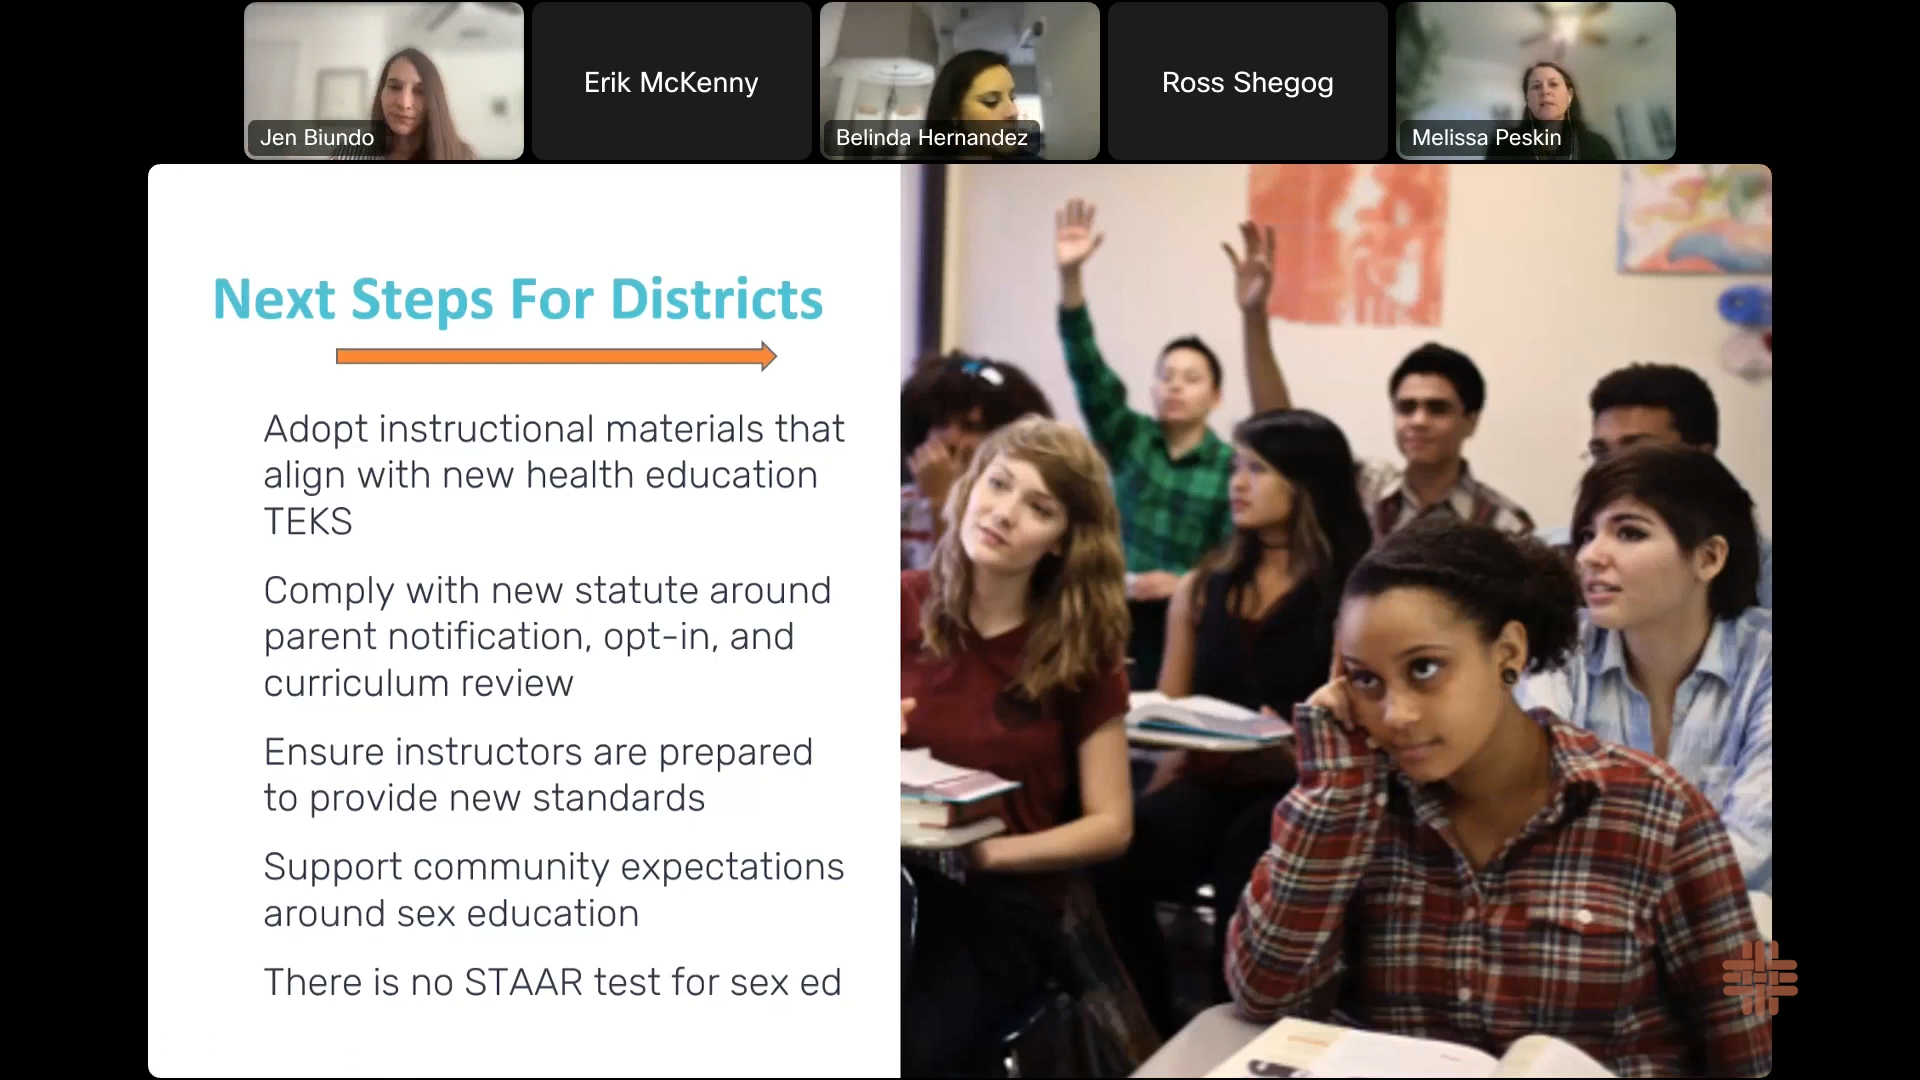 Jen Biundo
Erik McKenny
Belinda Hernandez
Ross Shegog
Melissa Peskin
Next Steps For Districts
Adopt instructional materials that
align with new health education
TEKS
Comply with new statute around
parent notification, opt-in, and
curriculum review
Ensure instructors are prepared
to provide new standards
Support community expectations
around sex education
There is no STAAR test for sex ed